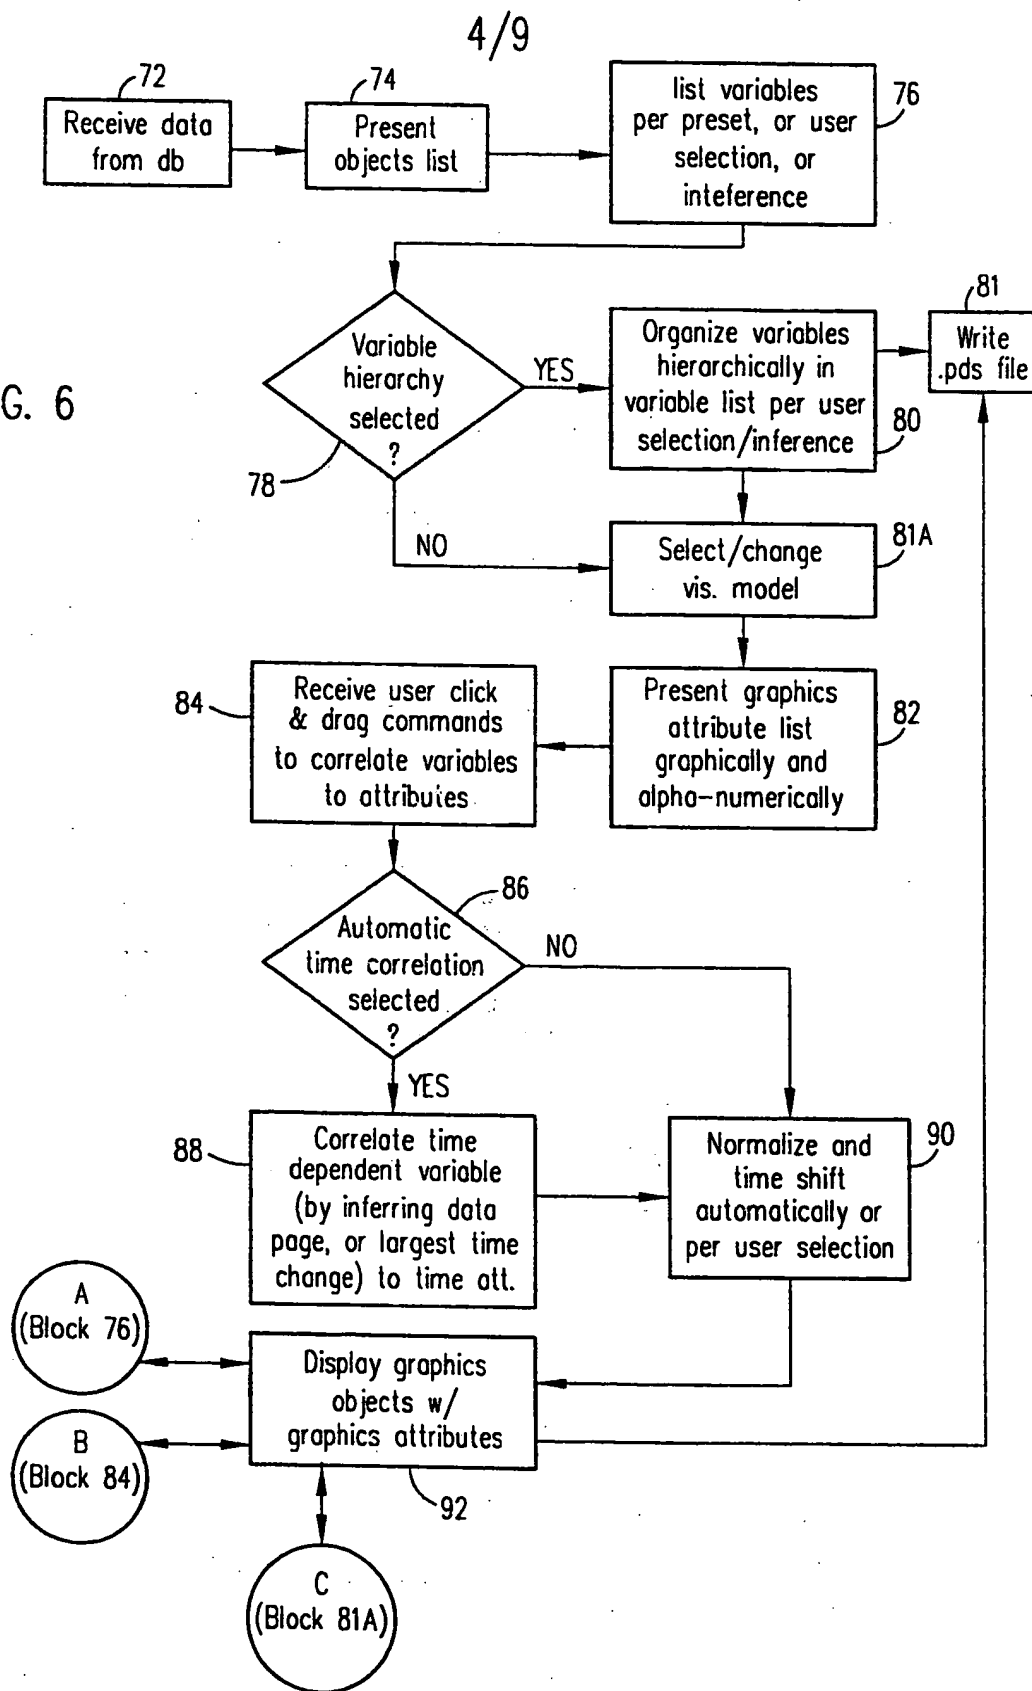 4/9
72
Receive data
from db
74
Present
objects list
76
list variables
per preset, or user
selection, or
inteference
G. 6
Variable
hierarchy
selected
?
78
YES
NO
Organize variables
hierarchically in
variable list per user
selection/inference
80
81
Write
.pds file
Select/change
vis. model
81A
Present graphics
attribute list
graphically and
alpha-numerically
82
84
Receive user click
& drag commands
to correlate variables
to attributes
86
Automatic
time correlation
selected
?
NO
YES
88
Correlate time
dependent variable
(by inferring data
page, or largest time
change) to time att.
Normalize and
time shift
automatically or
per user selection
90
A
(Block 76)
B
(Block 84)
Display graphics
objects w/
graphics attributes
92
C
(Block 81A)